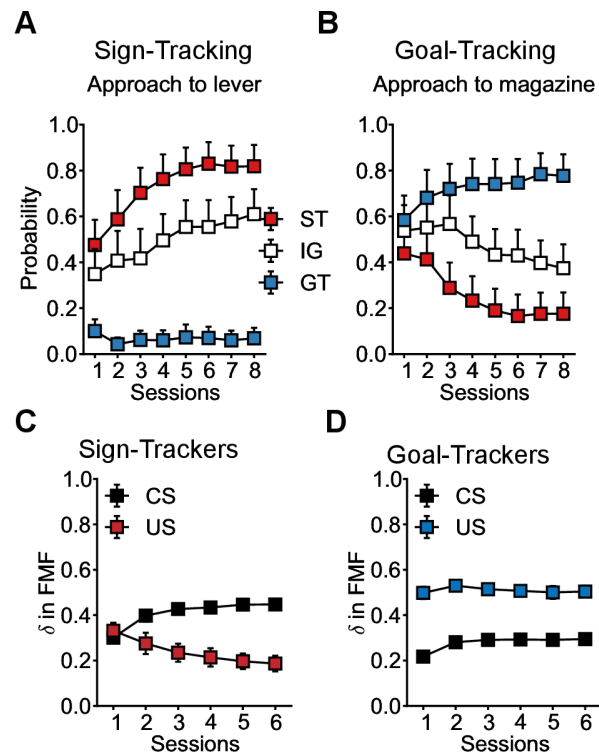 A
Sign-Tracking
Approach to lever
Probability
1.0
0.8
0.6
0.4
0.2
0.0
1 2 3 4 5 6 7 8
Sessions
ST
IG
GT
B
Goal-Tracking
Approach to magazine
1.0
0.8
0.6
0.4
0.2
0.0
1 2 3 4 5 6 7 8
Sessions
C
Sign-Trackers
CS
US
δ in FMF
1.0
0.8
0.6
0.4
0.2
0.0
1 2 3 4 5 6
Sessions
D
Goal-Trackers
CS
US
δ in FMF
1.0
0.8
0.6
0.4
0.2
0.0
1 2 3 4 5 6
Sessions